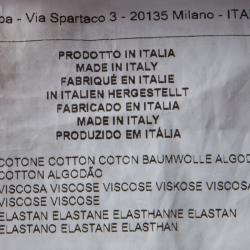 - Via Spartaco 3 - 20135 Milano - ITA
PRODOTTO IN ITALIA
MADE IN ITALY
FABRIQUÉ EN ITALIE
IN ITALIEN HERGESTELLT
FABRICADO EN ITALIA
MADE IN ITALY
PRODUZIDO EM ITÁLIA
COTONE COTTON COTON BAUMWOLLE ALGOD
COTTON ALGODÃO
VISCOSA VISCOSE VISCOSE VISKOSE VISCOSA
VISCOSE VISCOSE
ELASTAN ELASTANE ELASTHANNE ELASTAN
ELASTANO ELASTANE ELASTHAN